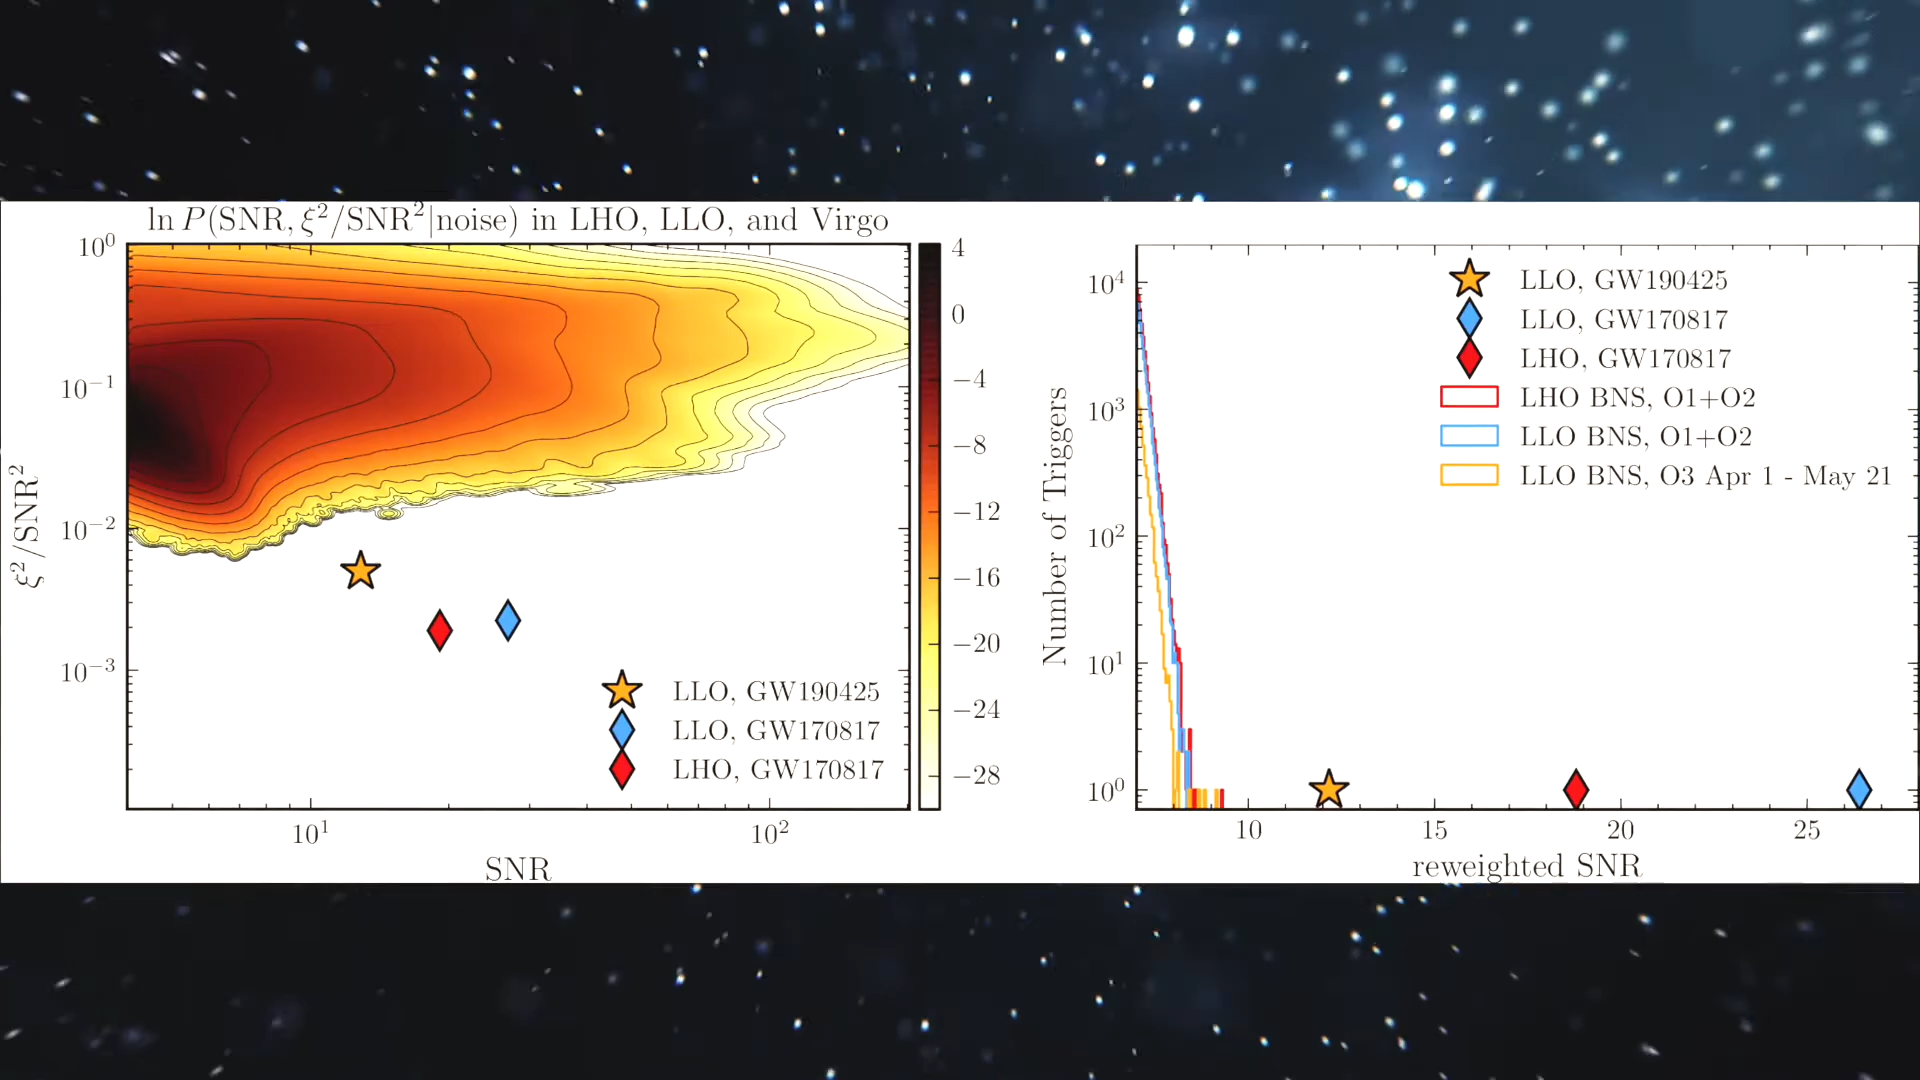 ln P(SNR, ξ²/SNR²|noise) in LHO, LLO, and Virgo
10⁰
10⁻¹
10⁻²
10⁻³
ξ²/SNR²
10¹
10²
SNR
4
0
−4
−8
−12
−16
−20
−24
−28
LLO, GW190425
LLO, GW170817
LHO, GW170817
10⁴
10³
10²
10¹
10⁰
Number of Triggers
LLO, GW190425
LLO, GW170817
LHO, GW170817
LHO BNS, O1+O2
LLO BNS, O1+O2
LLO BNS, O3 Apr 1 - May 21
10
15
20
25
reweighted SNR